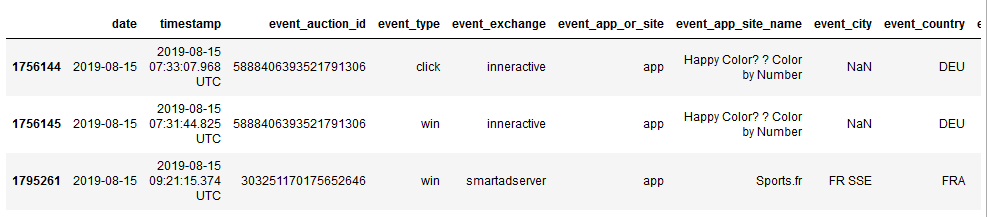 date timestamp event_auction_id event_type event_exchange event_app_or_site event_app_site_name event_city event_country
1756144 2019-08-15 2019-08-15 07:33:07.968 UTC 5888406393521791306 click inneractive app Happy Color? ? Color by Number NaN DEU
1756145 2019-08-15 2019-08-15 07:31:44.825 UTC 5888406393521791306 win inneractive app Happy Color? ? Color by Number NaN DEU
1795261 2019-08-15 2019-08-15 09:21:15.374 UTC 303251170175652646 win smartadserver app Sports.fr FR SSE FRA